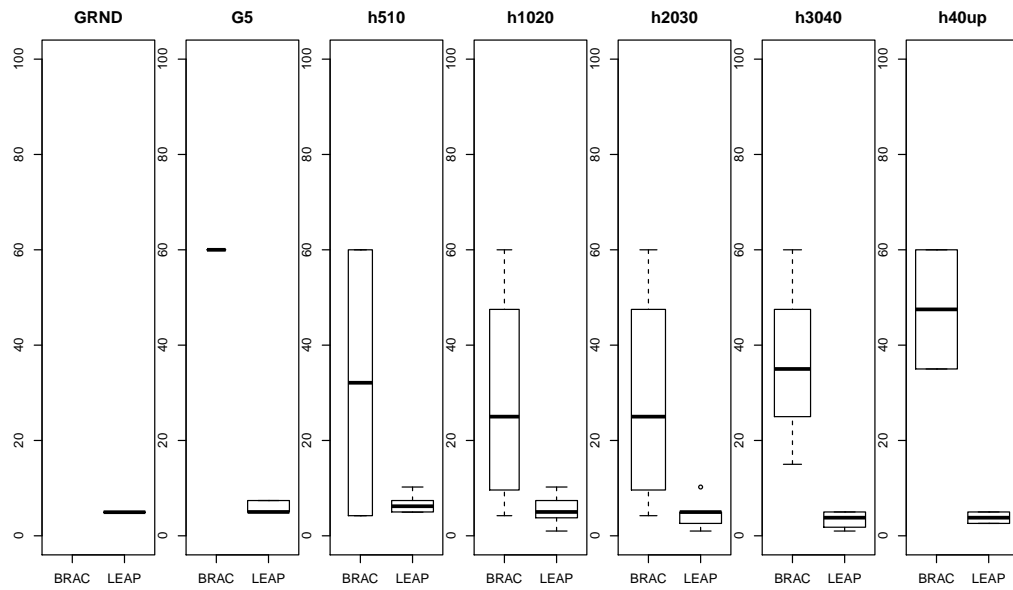 GRND G5 h510 h1020 h2030 h3040 h40up
100 100 100 100 100 100 100
80 80 80 80 80 80 80
60 60 60 60 60 60 60
40 40 40 40 40 40 40
20 20 20 20 20 20 20
0 0 0 0 0 0 0
BRAC LEAP BRAC LEAP BRAC LEAP BRAC LEAP BRAC LEAP BRAC LEAP BRAC LEAP